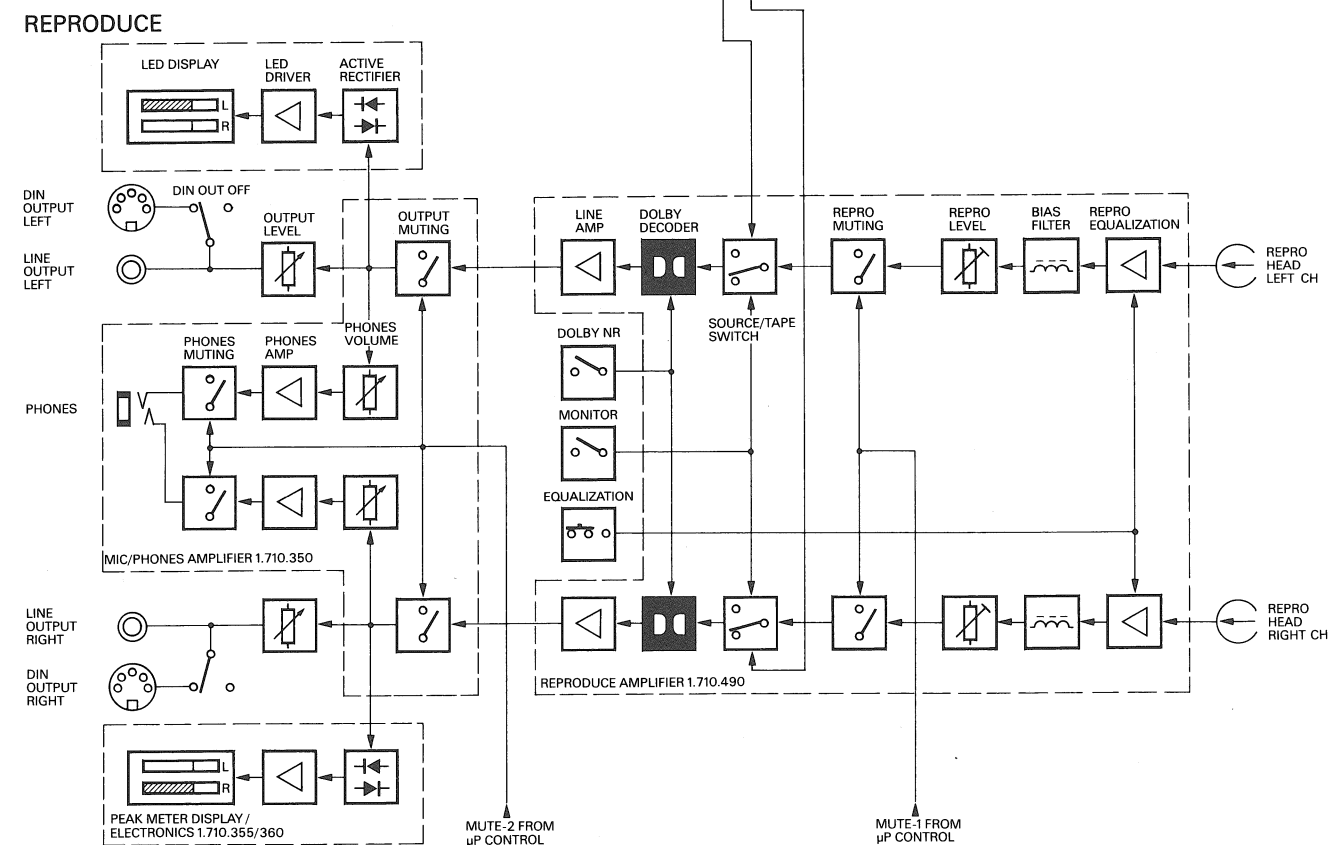 REPRODUCE
LED DISPLAY
LED
DRIVER
ACTIVE
RECTIFIER
L
R
DIN
OUTPUT
LEFT
DIN OUT OFF
OUTPUT
LEVEL
OUTPUT
MUTING
LINE
OUTPUT
LEFT
LINE
AMP
DOLBY
DECODER
REPRO
MUTING
REPRO
LEVEL
BIAS
FILTER
REPRO
EQUALIZATION
REPRO
HEAD
LEFT CH
SOURCE/TAPE
SWITCH
PHONES
MUTING
PHONES
AMP
PHONES
VOLUME
DOLBY NR
PHONES
MONITOR
EQUALIZATION
MIC/PHONES AMPLIFIER 1.710.350
LINE
OUTPUT
RIGHT
DIN
OUTPUT
RIGHT
REPRO
HEAD
RIGHT CH
REPRODUCE AMPLIFIER 1.710.490
L
R
PEAK METER DISPLAY/
ELECTRONICS 1.710.355/360
MUTE-2 FROM
µP CONTROL
MUTE-1 FROM
µP CONTROL